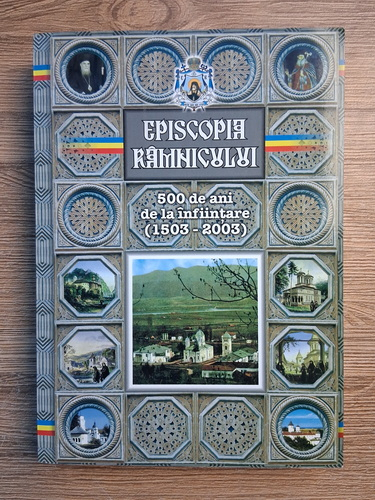 EPISCOPIA
RÂMNICULUI
500 de ani
de la înființare
(1503 - 2003)